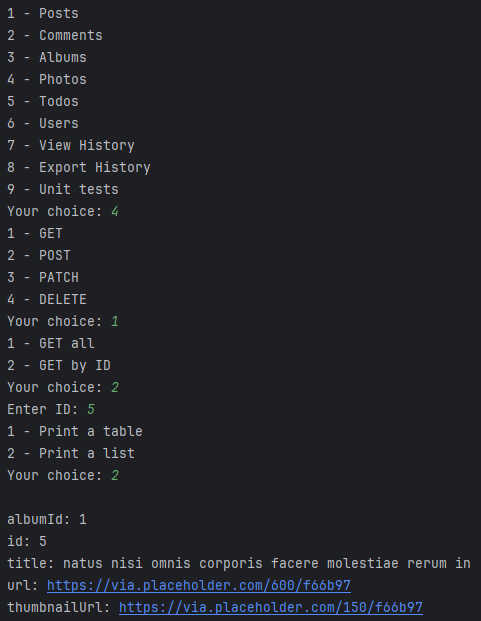 1 - Posts
2 - Comments
3 - Albums
4 - Photos
5 - Todos
6 - Users
7 - View History
8 - Export History
9 - Unit tests
Your choice: 4
1 - GET
2 - POST
3 - PATCH
4 - DELETE
Your choice: 1
1 - GET all
2 - GET by ID
Your choice: 2
Enter ID: 5
1 - Print a table
2 - Print a list
Your choice: 2
albumId: 1
id: 5
title: natus nisi omnis corporis facere molestiae rerum in
url: https://via.placeholder.com/600/f66b97
thumbnailUrl: https://via.placeholder.com/150/f66b97